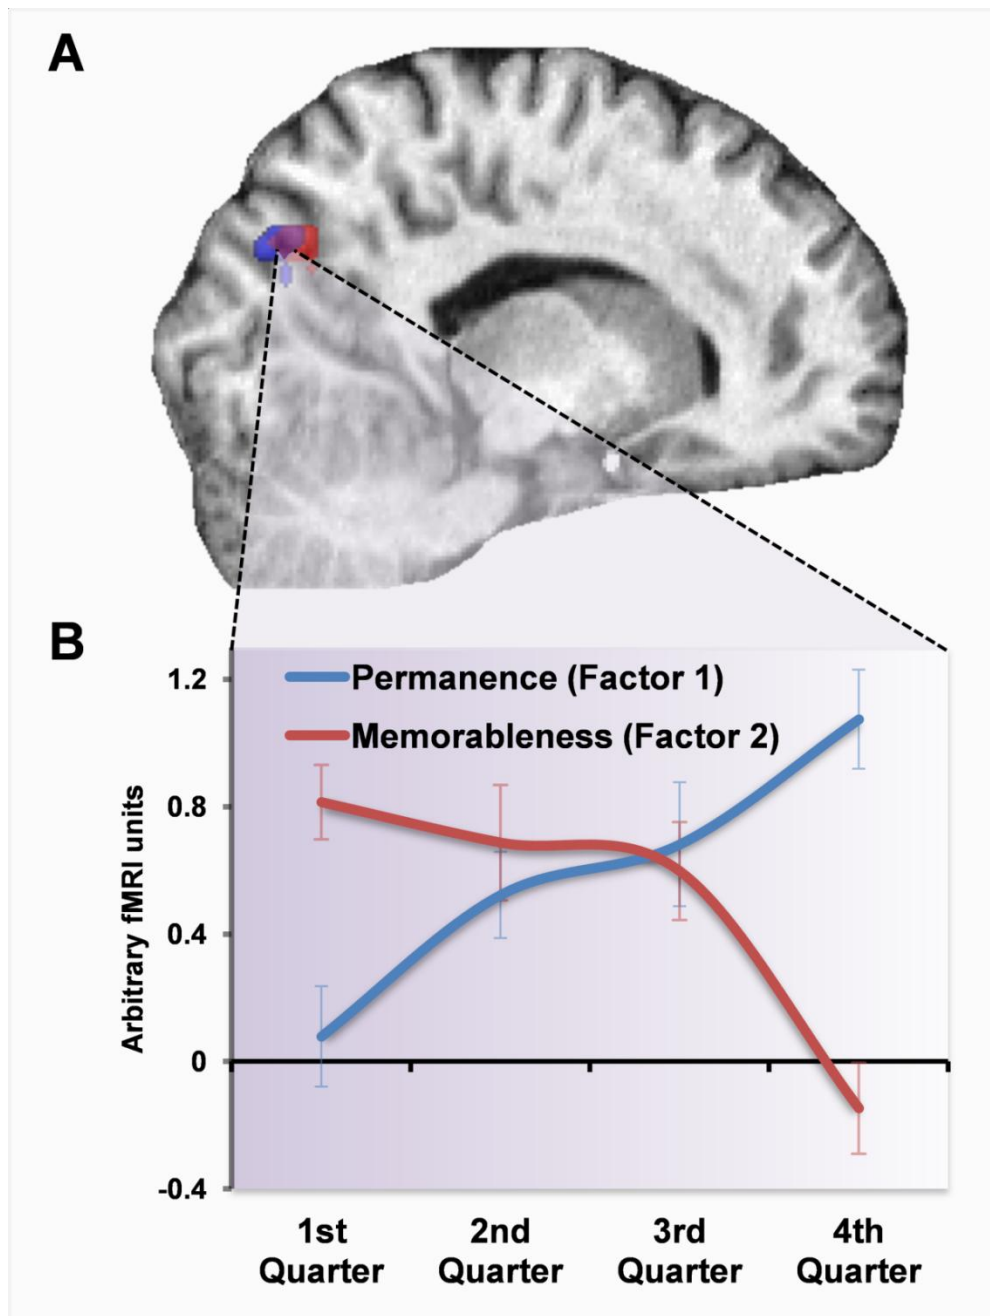 A
B
Permanence (Factor 1)
Memorableness (Factor 2)
Arbitrary fMRI units
1.2
0.8
0.4
0
-0.4
1st
Quarter
2nd
Quarter
3rd
Quarter
4th
Quarter